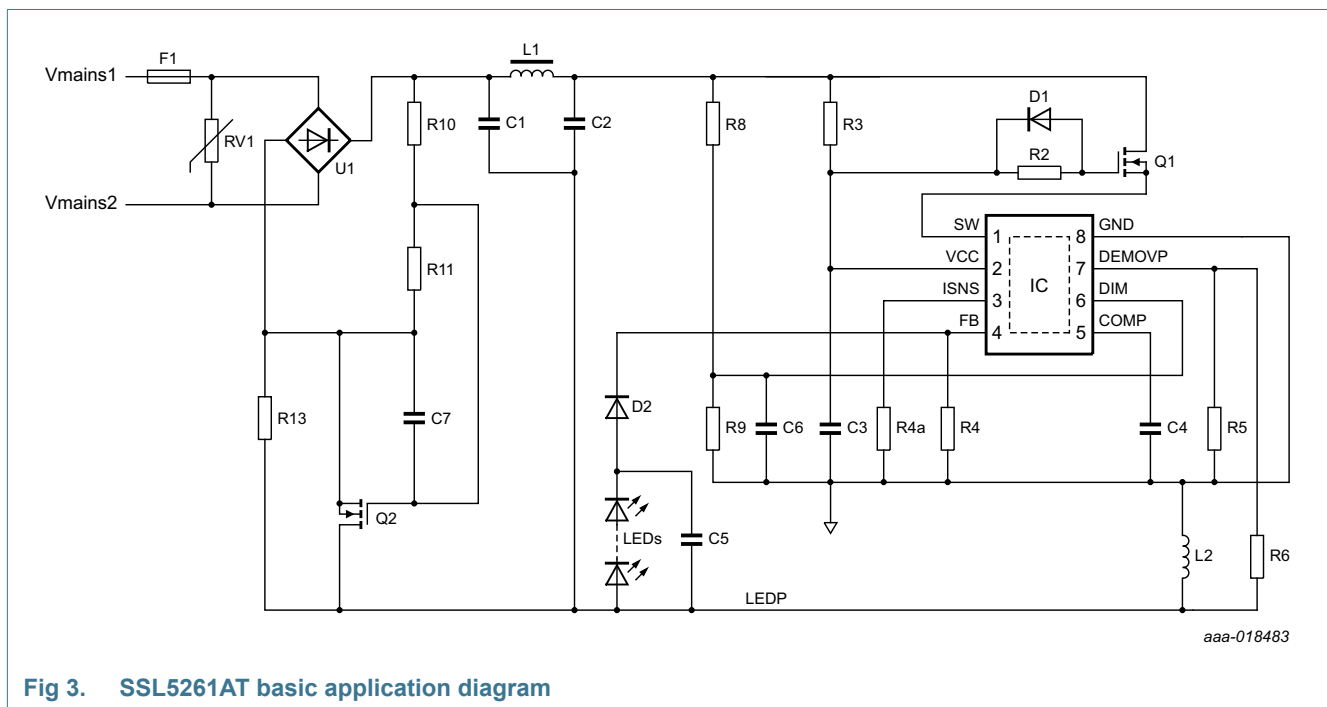 F1
L1
Vmains1
RV1
U1
Vmains2
R10
C1
C2
R8
R3
D1
R2
Q1
R11
SW
VCC
ISNS
FB
1
2
3
4
IC
8
7
6
5
GND
DEMOVP
DIM
COMP
R13
C7
Q2
D2
R9
C6
C3
R4a
R4
C4
R5
LEDs
C5
L2
R6
LEDP
aaa-018483
Fig 3. SSL5261AT basic application diagram